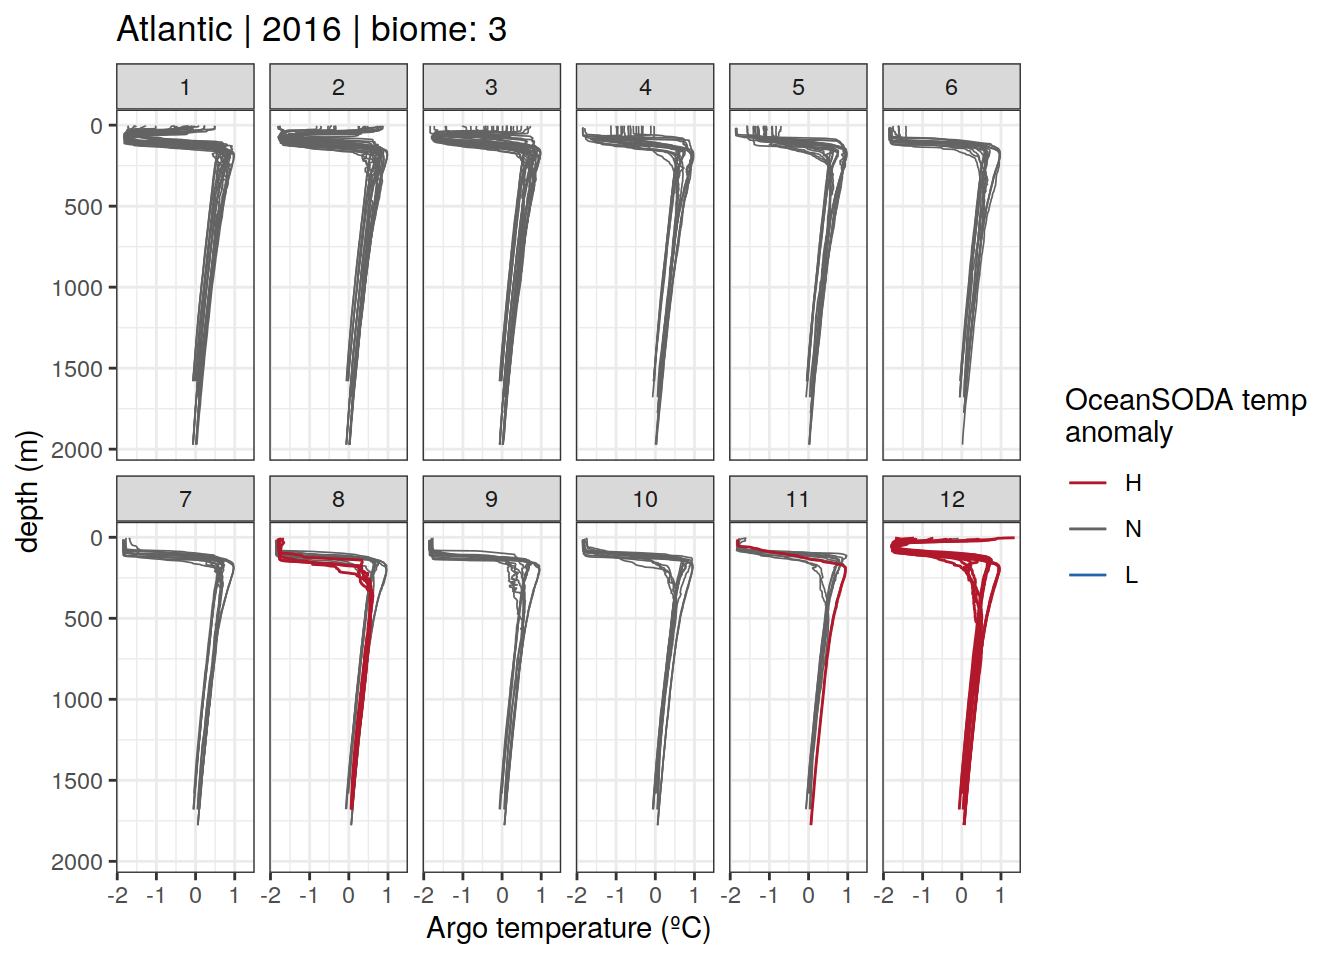 Atlantic | 2016 | biome: 3
1 2 3 4 5 6
0
500
1000
1500
2000
7 8 9 10 11 12
0
500
1000
1500
2000
-2 -1 0 1 -2 -1 0 1 -2 -1 0 1 -2 -1 0 1 -2 -1 0 1 -2 -1 0 1
Argo temperature (ºC)
depth (m)
OceanSODA temp
anomaly
H
N
L